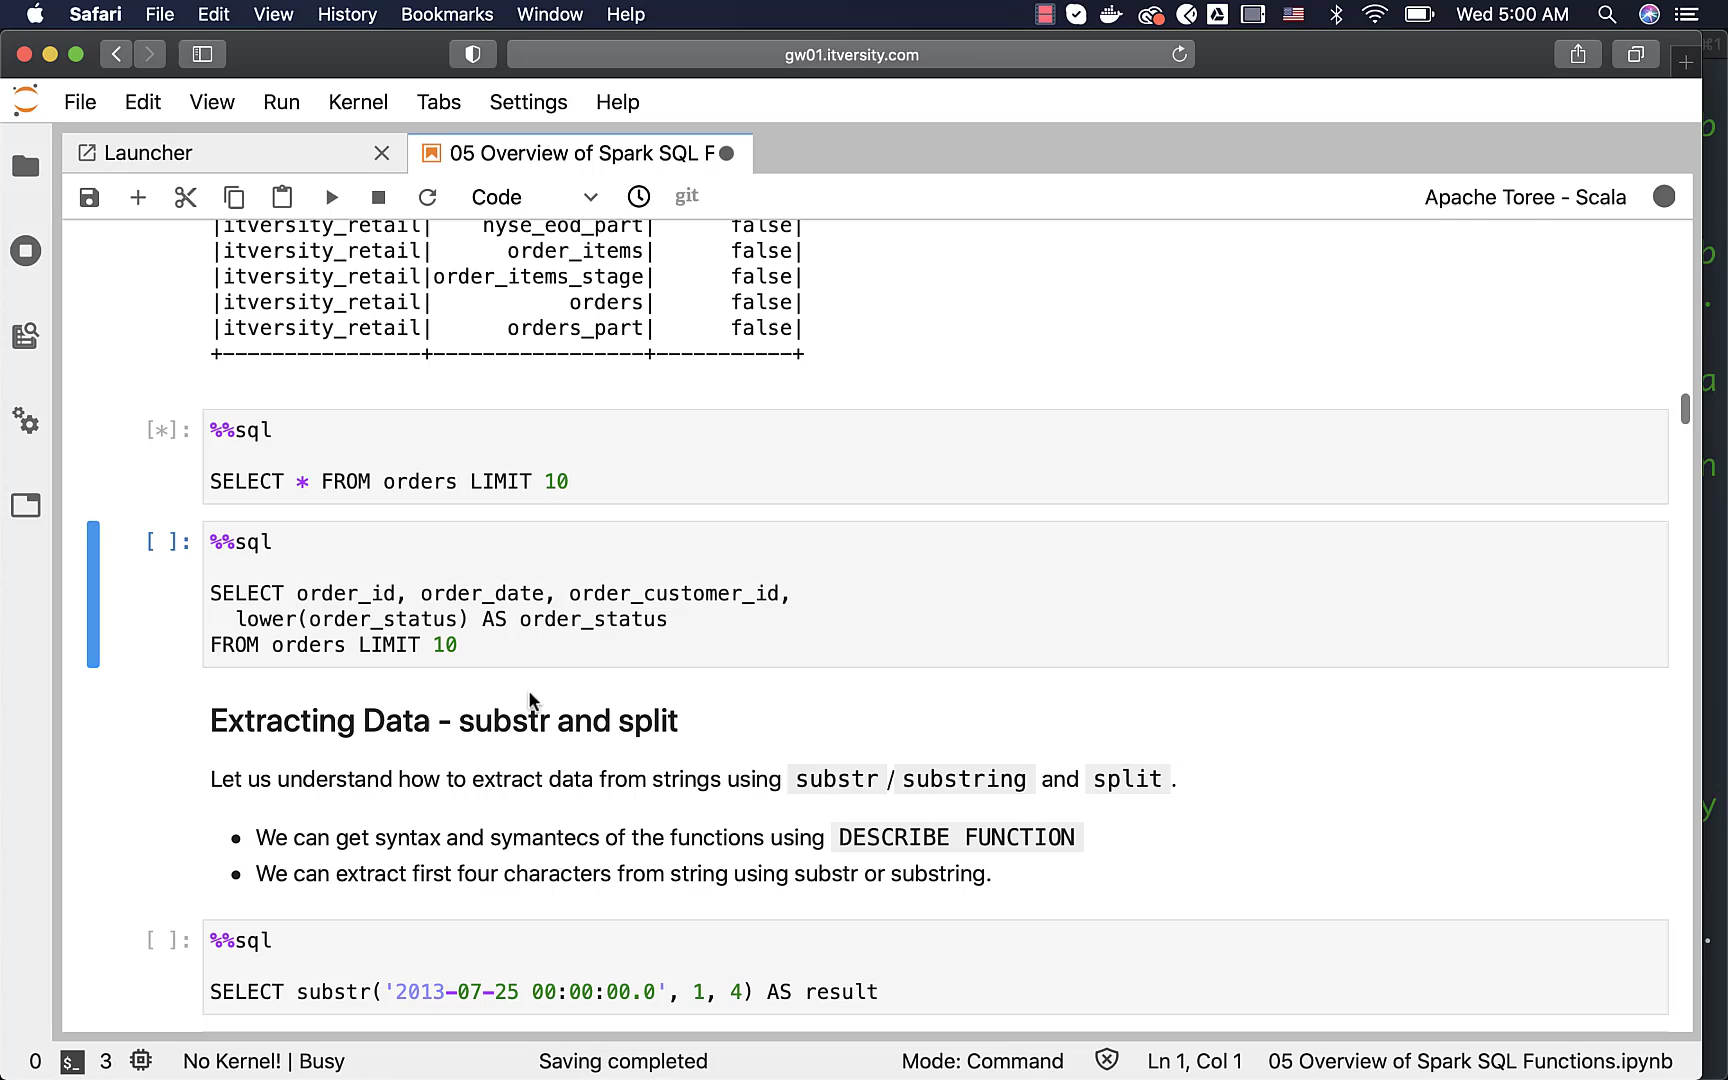 Safari File Edit View History Bookmarks Window Help Wed 5:00 AM
gw01.itversity.com
File Edit View Run Kernel Tabs Settings Help
Launcher 05 Overview of Spark SQL F
Code git Apache Toree - Scala
|itversity_retail| nyse_eod_part| false|
|itversity_retail| order_items| false|
|itversity_retail|order_items_stage| false|
|itversity_retail| orders| false|
|itversity_retail| orders_part| false|
+----------------+-----------------+-----------+
[*]: %%sql
SELECT * FROM orders LIMIT 10
[ ]: %%sql
SELECT order_id, order_date, order_customer_id,
lower(order_status) AS order_status
FROM orders LIMIT 10
Extracting Data - substr and split
Let us understand how to extract data from strings using substr / substring and split .
• We can get syntax and symantecs of the functions using DESCRIBE FUNCTION
• We can extract first four characters from string using substr or substring.
[ ]: %%sql
SELECT substr('2013-07-25 00:00:00.0', 1, 4) AS result
0 $_ 3 No Kernel! | Busy Saving completed Mode: Command Ln 1, Col 1 05 Overview of Spark SQL Functions.ipynb